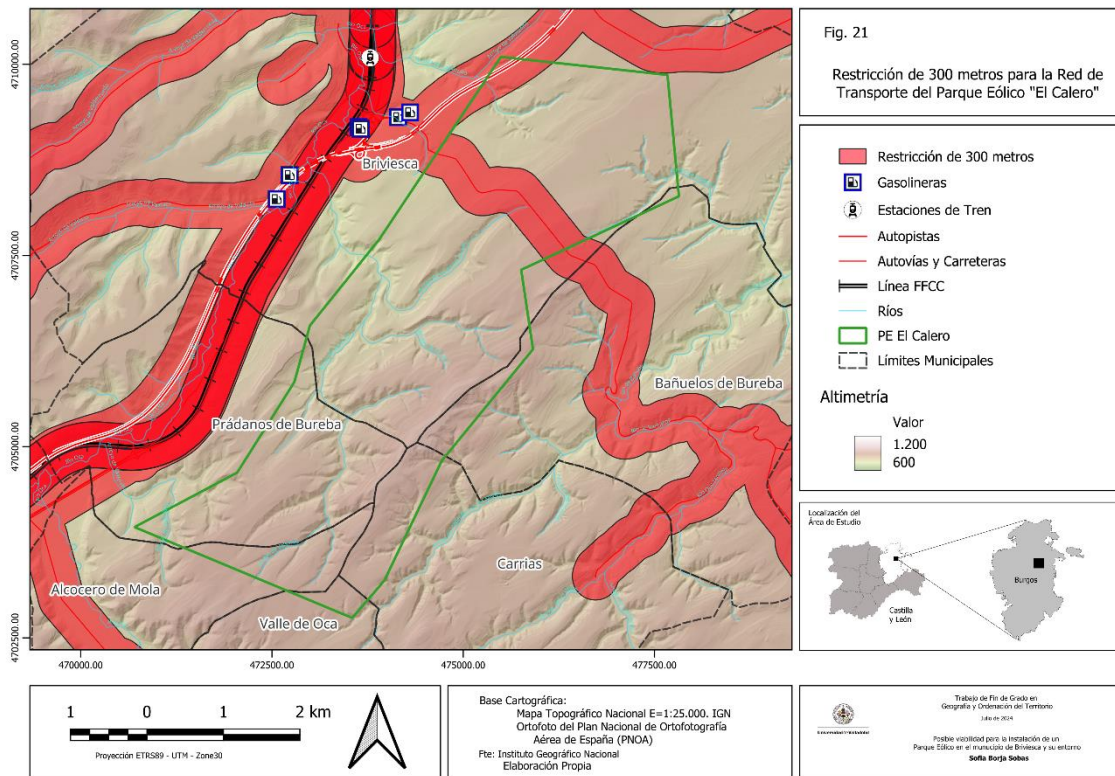 Fig. 21
Restricción de 300 metros para la Red de
Transporte del Parque Eólico "El Calero"
4710000.00
4707500.00
4705000.00
4702500.00
470000.00
472500.00
475000.00
477500.00
Briviesca
Bañuelos de Bureba
Prádanos de Bureba
Carrias
Alcocero de Mola
Valle de Oca
Restricción de 300 metros
Gasolineras
Estaciones de Tren
Autopistas
Autovías y Carreteras
Línea FFCC
Ríos
PE El Calero
Límites Municipales
Altimetría
Valor
1.200
600
Localización del
Área de Estudio
Burgos
Castilla
y León
1 0 1 2 km
Proyección ETRS89 - UTM - Zone30
Base Cartográfica:
Mapa Topográfico Nacional E=1:25.000. IGN
Ortofoto del Plan Nacional de Ortofotografía
Aérea de España (PNOA)
Fte: Instituto Geográfico Nacional
Elaboración Propia
Universidad de Valladolid
Trabajo de Fin de Grado en
Geografía y Ordenación del Territorio
Julio de 2024
Posible viabilidad para la instalación de un
Parque Eólico en el municipio de Briviesca y su entorno
Sofía Borja Sobas